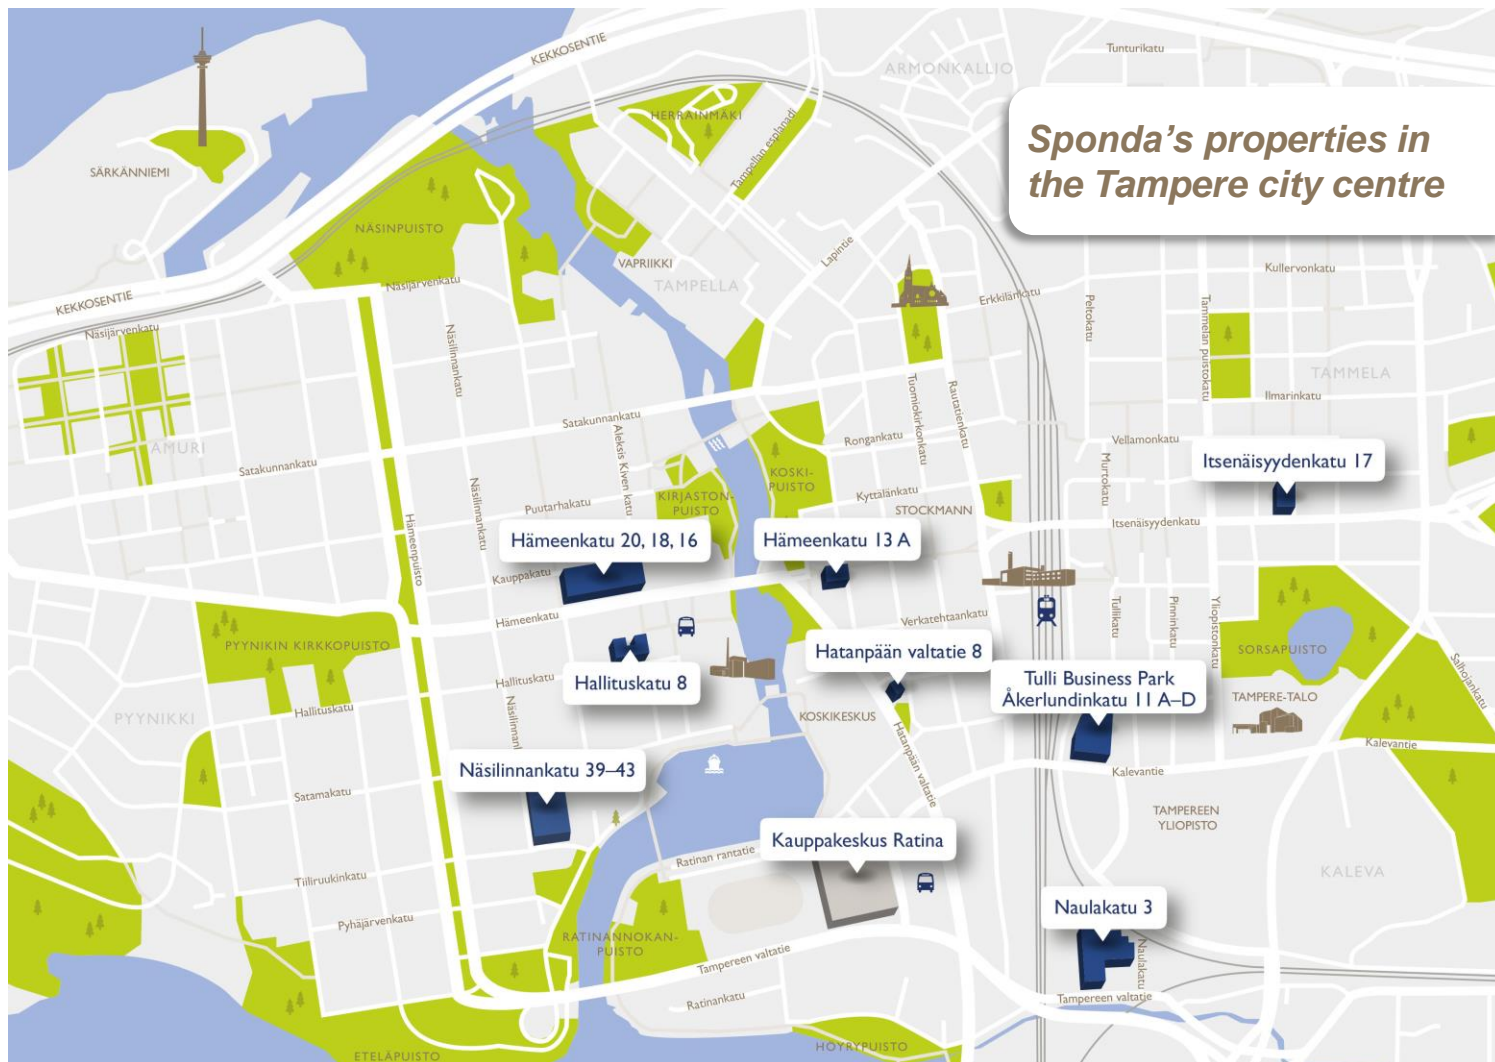 KEKKOSENTIE
Tunturikatu
ARMONKALLIO
Sponda’s properties in
the Tampere city centre
HERRAINMÄKI
Tampellan esplanadi
SÄRKÄNNIEMI
NÄSINPUISTO
Lapintie
VAPRIIKKI
TAMPELLA
Kullervonkatu
Näsijärvenkatu
Erkkilänkatu
KEKKOSENTIE
Näsijärvenkatu
Peltokatu
Tammelan puistokatu
Näsilinnankatu
TAMMELA
Tuomiokirkonkatu
Rautatienkatu
Ilmarinkatu
Satakunnankatu
Aleksis Kiven katu
Rongankatu
Vellamonkatu
AMURI
Satakunnankatu
Murtokatu
Itsenäisyydenkatu 17
KOSKI-
PUISTO
KIRJASTON-
PUISTO
Kyttälänkatu
Näsilinnankatu
Puutarhakatu
STOCKMANN
Itsenäisyydenkatu
Hämeenpuisto
Hämeenkatu 20, 18, 16
Hämeenkatu 13 A
Kauppakatu
Hämeenkatu
Verkatehtaankatu
Tullikatu
Pinninkatu
Yliopistonkatu
PYYNIKIN KIRKKOPUISTO
Hatanpään valtatie 8
SORSAPUISTO
Salhojankatu
Hallituskatu
Hallituskatu 8
Tulli Business Park
Åkerlundinkatu 11 A–D
TAMPERE-TALO
Hallituskatu
PYYNIKKI
Näsilinnankatu
KOSKIKESKUS
Hatanpään valtatie
Kalevantie
Näsilinnankatu 39–43
Kalevantie
Satamakatu
TAMPEREEN
YLIOPISTO
Kauppakeskus Ratina
Ratinan rantatie
KALEVA
Tiiliruukinkatu
Naulakatu 3
Pyhäjärvenkatu
RATINANNOKAN-
PUISTO
Tampereen valtatie
Naulakatu
Ratinankatu
Tampereen valtatie
HÖYRYPUISTO
ETELÄPUISTO